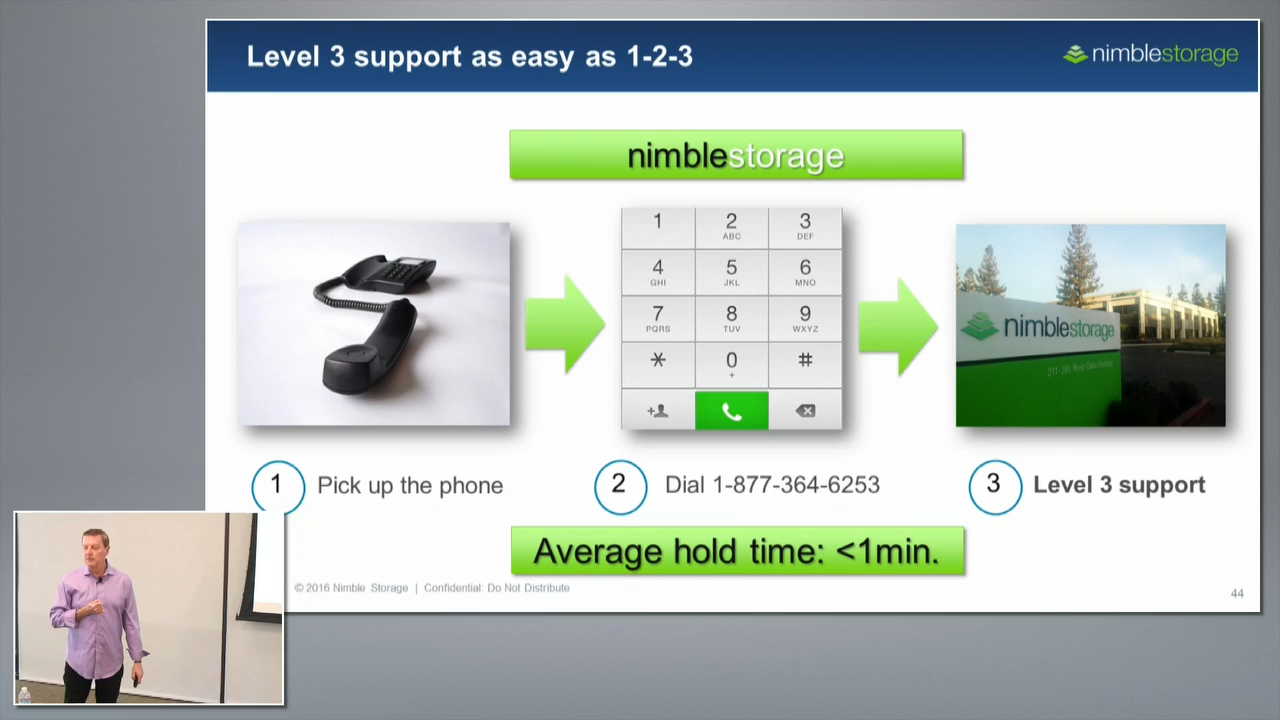 Level 3 support as easy as 1-2-3
nimblestorage
nimblestorage
1
2
ABC
3
DEF
4
GHI
5
JKL
6
MNO
7
PQRS
8
TUV
9
WXYZ
*
0
+
#
+
nimblestorage
1
Pick up the phone
2
Dial 1-877-364-6253
3
Level 3 support
Average hold time: <1min.
© 2016 Nimble Storage | Confidential: Do Not Distribute
44